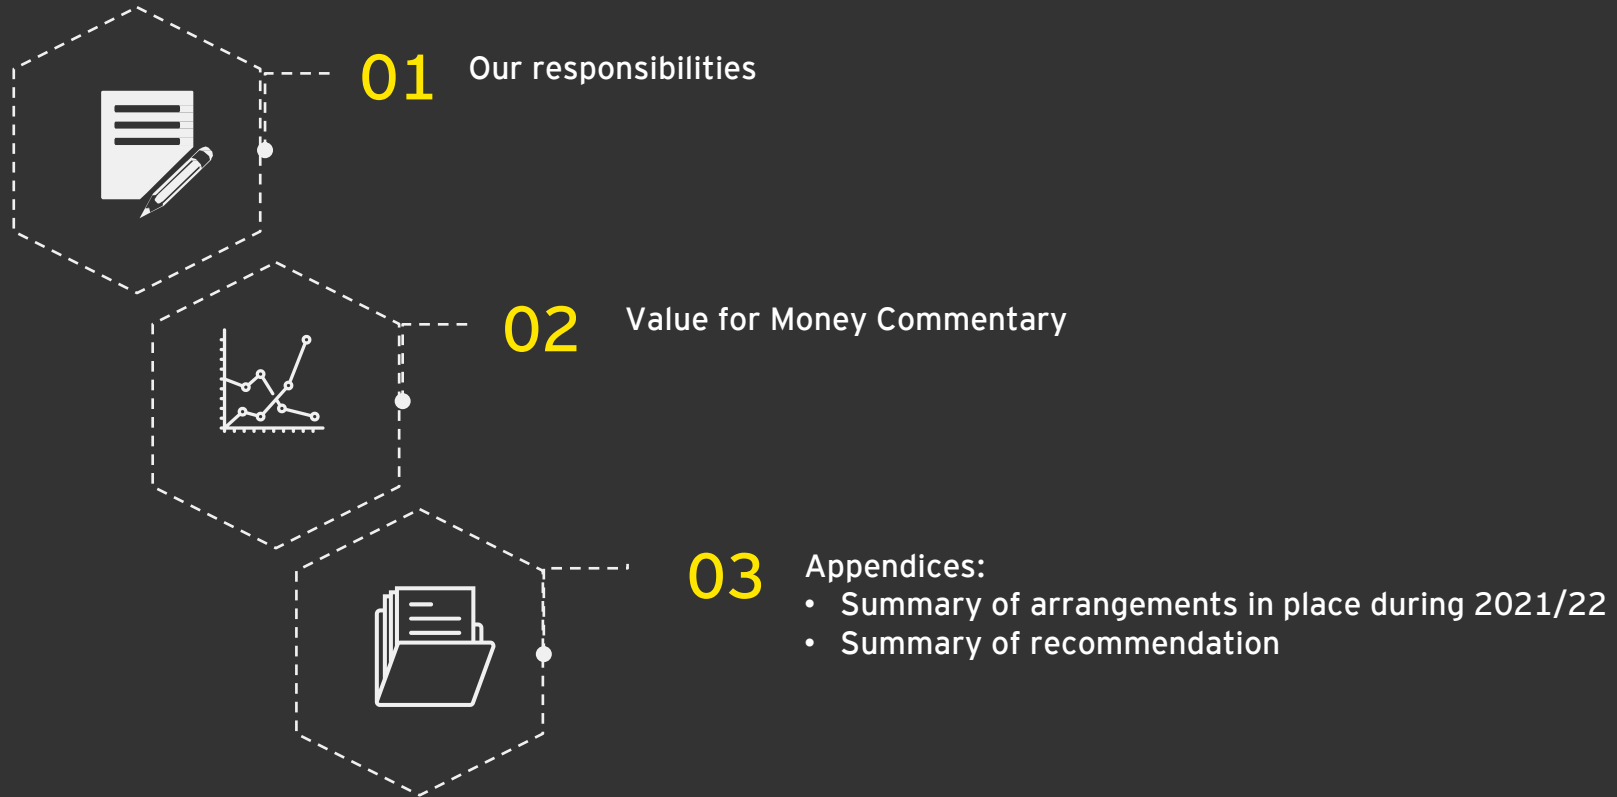 01 Our responsibilities
02 Value for Money Commentary
03 Appendices:
• Summary of arrangements in place during 2021/22
• Summary of recommendation